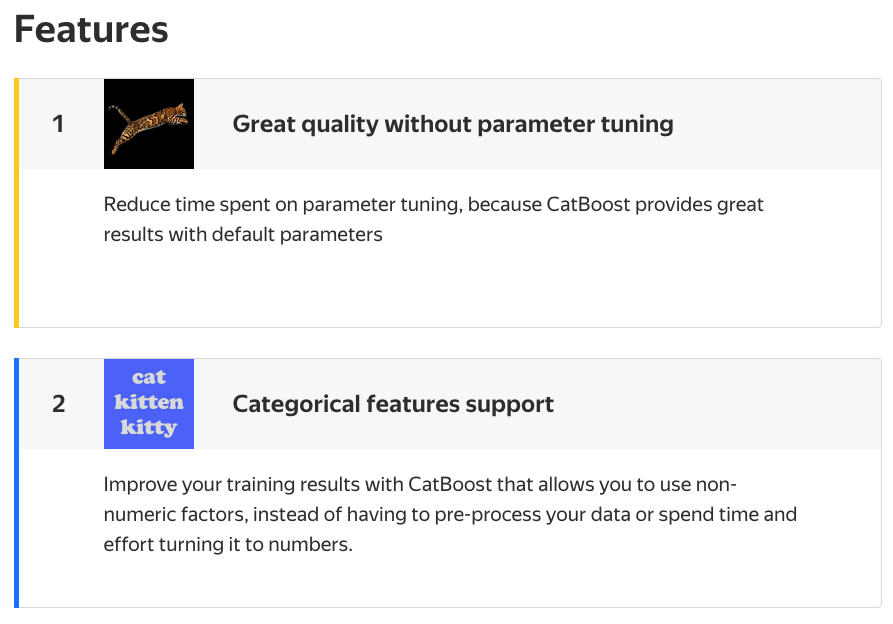 Features
1
Great quality without parameter tuning
Reduce time spent on parameter tuning, because CatBoost provides great
results with default parameters
2
cat
kitten
kitty
Categorical features support
Improve your training results with CatBoost that allows you to use non-
numeric factors, instead of having to pre-process your data or spend time and
effort turning it to numbers.